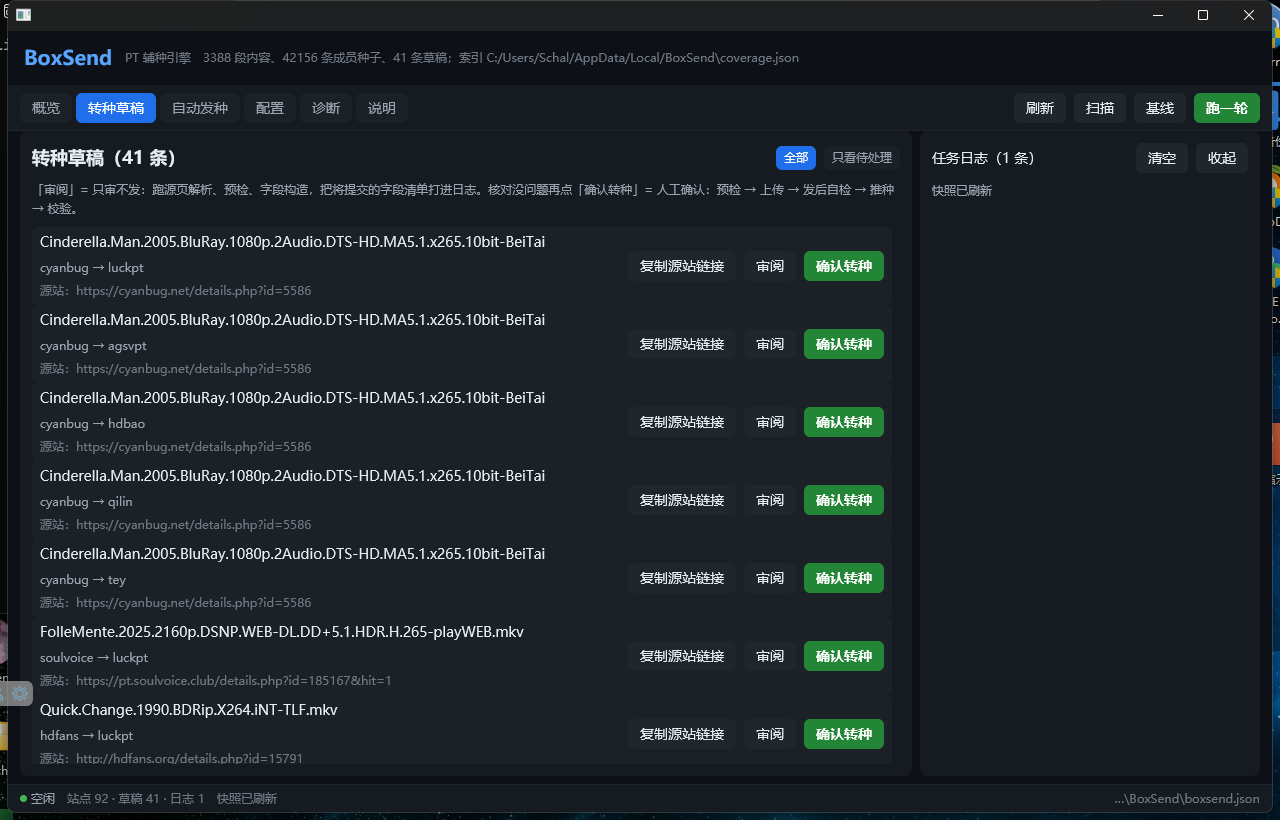 BoxSend PT 辅种引擎 3388 段内容、42156 条成员种子、41 条草稿；索引 C:/Users/Schal/AppData/Local/BoxSend\coverage.json
概览 转种草稿 自动发种 配置 诊断 说明 刷新 扫描 基线 跑一轮
转种草稿（41 条） 全部 只看待处理
「审阅」= 只审不发：跑源页解析、预检、字段构造，把将提交的字段清单打进日志。核对没问题再点「确认转种」= 人工确认：预检 → 上传 → 发后自检 → 推种
→ 校验。
Cinderella.Man.2005.BluRay.1080p.2Audio.DTS-HD.MA5.1.x265.10bit-BeiTai
cyanbug → luckpt
源站：https://cyanbug.net/details.php?id=5586
复制源站链接 审阅 确认转种
Cinderella.Man.2005.BluRay.1080p.2Audio.DTS-HD.MA5.1.x265.10bit-BeiTai
cyanbug → agsvpt
源站：https://cyanbug.net/details.php?id=5586
复制源站链接 审阅 确认转种
Cinderella.Man.2005.BluRay.1080p.2Audio.DTS-HD.MA5.1.x265.10bit-BeiTai
cyanbug → hdbao
源站：https://cyanbug.net/details.php?id=5586
复制源站链接 审阅 确认转种
Cinderella.Man.2005.BluRay.1080p.2Audio.DTS-HD.MA5.1.x265.10bit-BeiTai
cyanbug → qilin
源站：https://cyanbug.net/details.php?id=5586
复制源站链接 审阅 确认转种
Cinderella.Man.2005.BluRay.1080p.2Audio.DTS-HD.MA5.1.x265.10bit-BeiTai
cyanbug → tey
源站：https://cyanbug.net/details.php?id=5586
复制源站链接 审阅 确认转种
FolleMente.2025.2160p.DSNP.WEB-DL.DD+5.1.HDR.H.265-playWEB.mkv
soulvoice → luckpt
源站：https://pt.soulvoice.club/details.php?id=185167&hit=1
复制源站链接 审阅 确认转种
Quick.Change.1990.BDRip.X264.iNT-TLF.mkv
hdfans → luckpt
源站：http://hdfans.org/details.php?id=15791
复制源站链接 审阅 确认转种
任务日志（1 条） 清空 收起
快照已刷新
空闲 站点 92 · 草稿 41 · 日志 1 快照已刷新 ...\BoxSend\boxsend.json